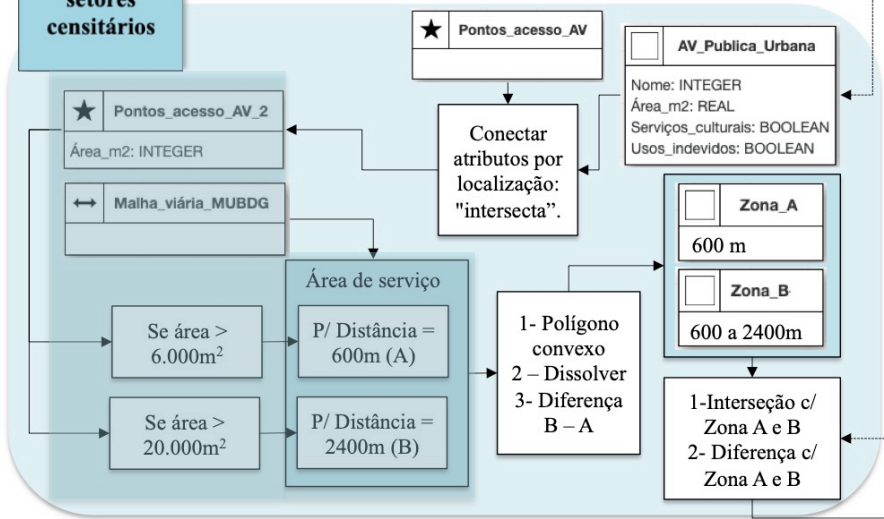 setores
censitários
Pontos_acesso_AV
AV_Publica_Urbana
Nome: INTEGER
Área_m2: REAL
Serviços_culturais: BOOLEAN
Usos_indevidos: BOOLEAN
Pontos_acesso_AV_2
Área_m2: INTEGER
Conectar
atributos por
localização:
"intersecta”.
Malha_viária_MUBDG
Zona_A
600 m
Zona_B
600 a 2400m
Área de serviço
Se área >
6.000m²
P/ Distância =
600m (A)
Se área >
20.000m²
P/ Distância =
2400m (B)
1- Polígono
convexo
2 – Dissolver
3- Diferença
B – A
1-Interseção c/
Zona A e B
2- Diferença c/
Zona A e B